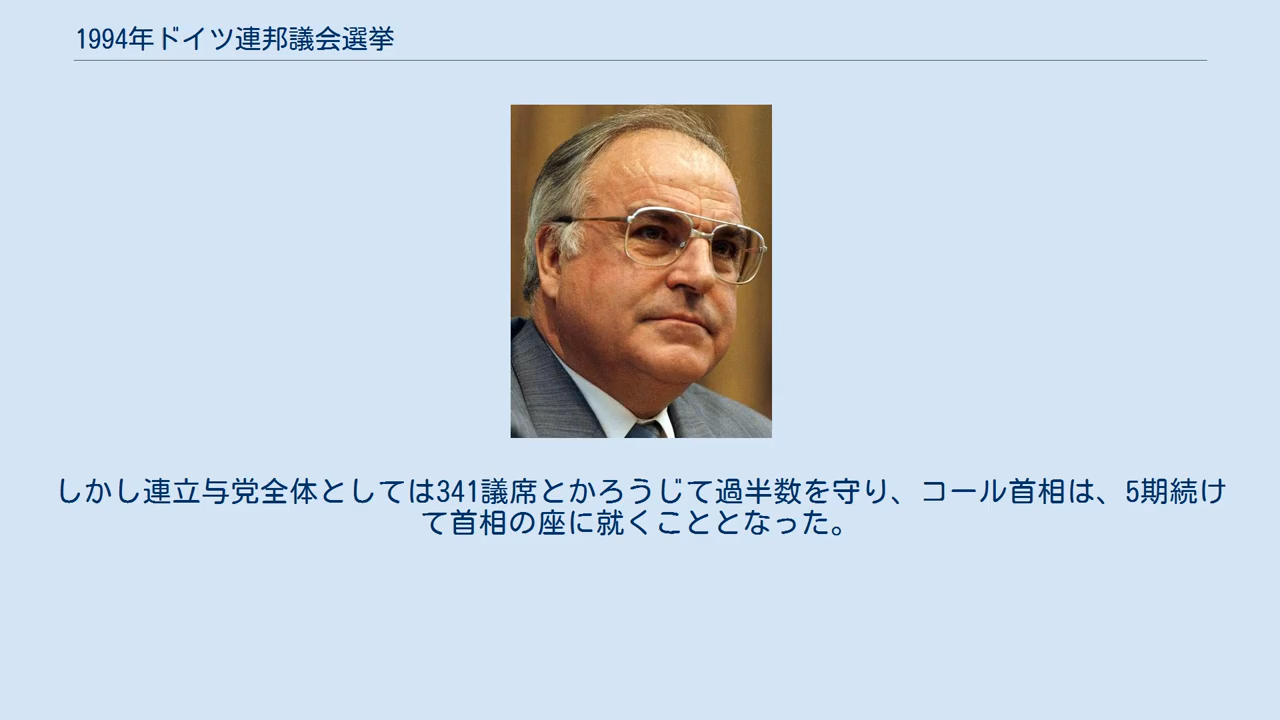 1994年ドイツ連邦議会選挙
しかし連立与党全体としては341議席とかろうじて過半数を守り、コール首相は、5期続け
て首相の座に就くこととなった。